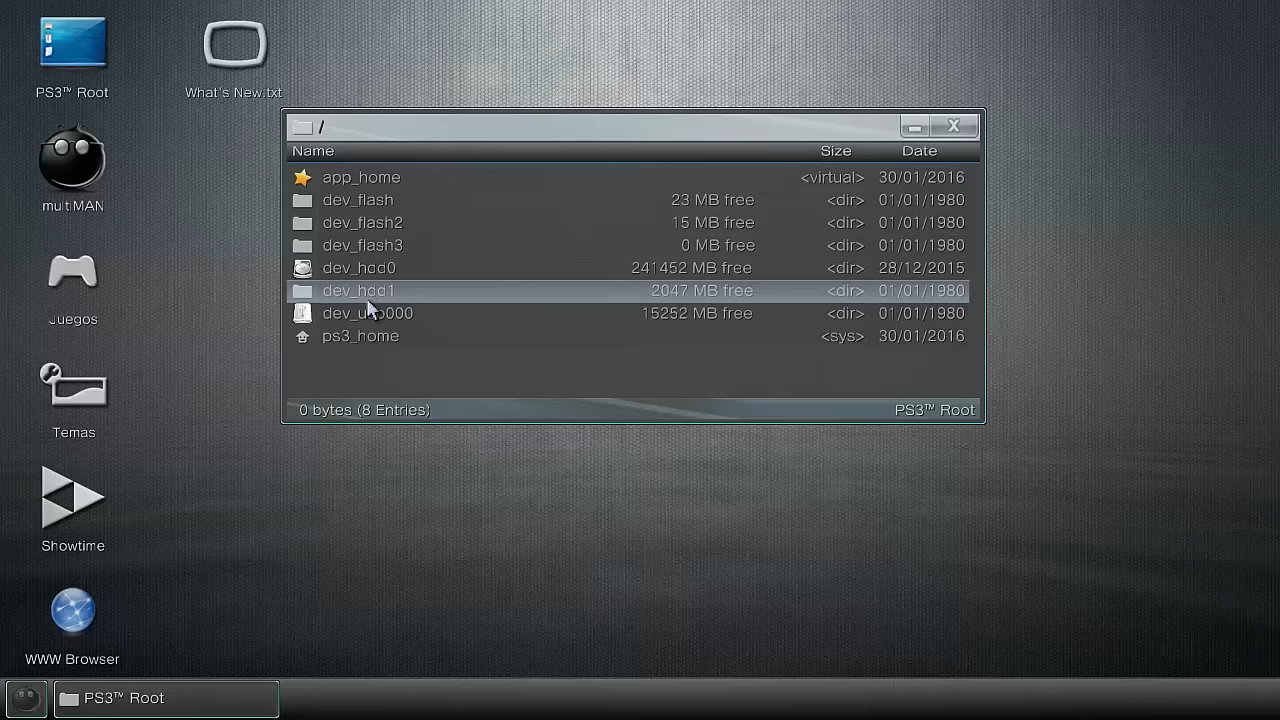 PS3™ Root
What's New.txt
multiMAN
Juegos
Temas
Showtime
WWW Browser
/
Name Size Date
app_home <virtual> 30/01/2016
dev_flash 23 MB free <dir> 01/01/1980
dev_flash2 15 MB free <dir> 01/01/1980
dev_flash3 0 MB free <dir> 01/01/1980
dev_hdd0 241452 MB free <dir> 28/12/2015
dev_hdd1 2047 MB free <dir> 01/01/1980
15252 MB free <dir> 01/01/1980
ps3_home <sys> 30/01/2016
0 bytes (8 Entries) PS3™ Root
PS3™ Root